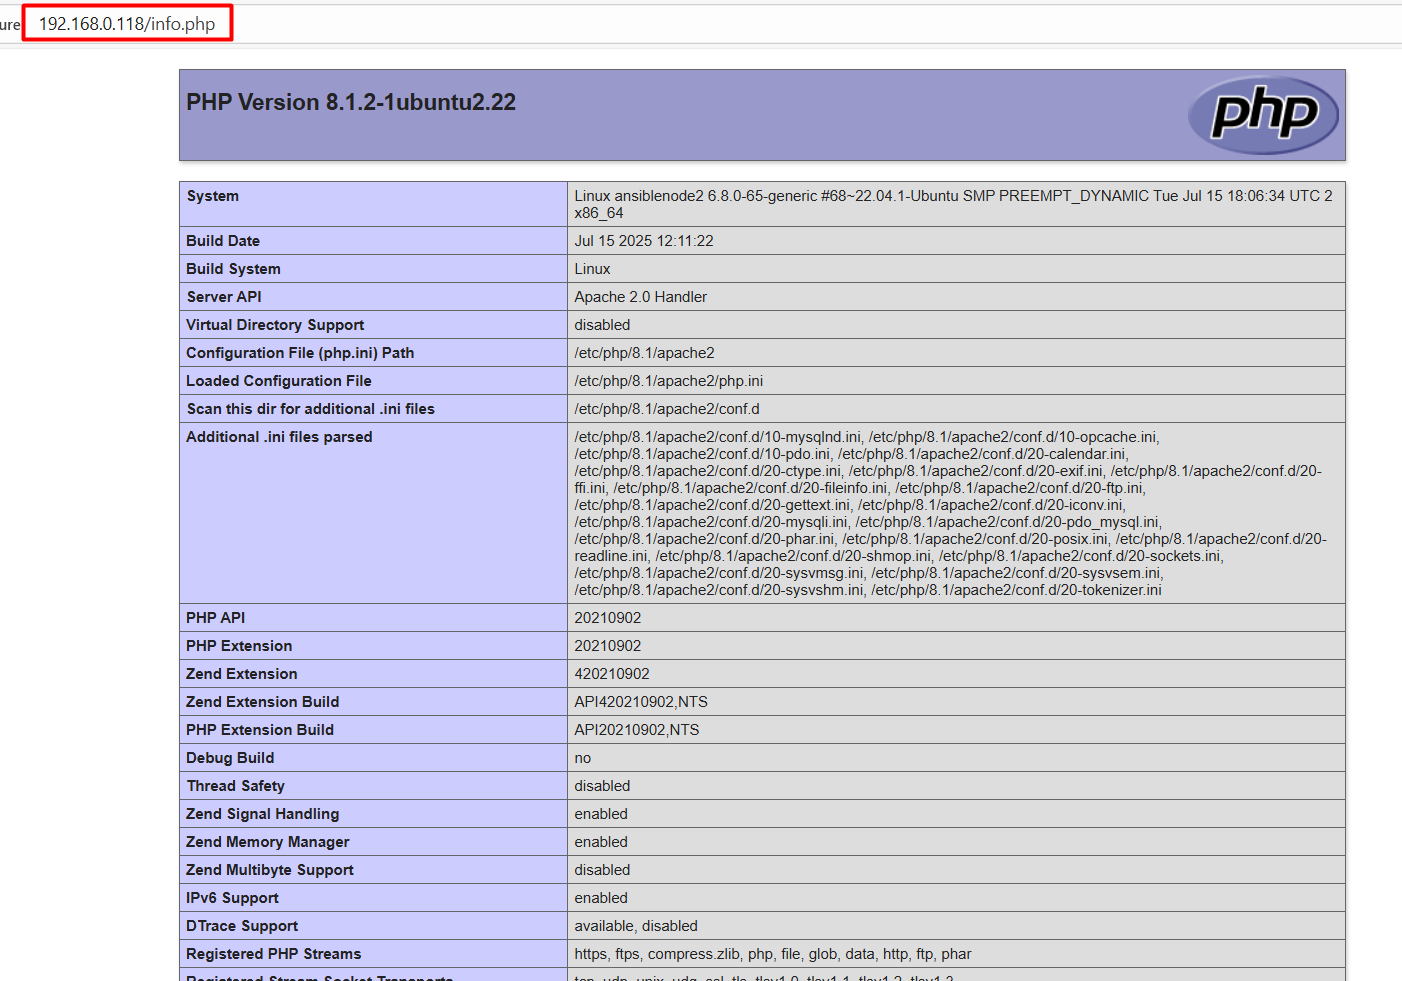 ure 192.168.0.118/info.php
PHP Version 8.1.2-1ubuntu2.22
php
System
Linux ansiblenode2 6.8.0-65-generic #68~22.04.1-Ubuntu SMP PREEMPT_DYNAMIC Tue Jul 15 18:06:34 UTC 2
x86_64
Build Date
Jul 15 2025 12:11:22
Build System
Linux
Server API
Apache 2.0 Handler
Virtual Directory Support
disabled
Configuration File (php.ini) Path
/etc/php/8.1/apache2
Loaded Configuration File
/etc/php/8.1/apache2/php.ini
Scan this dir for additional .ini files
/etc/php/8.1/apache2/conf.d
Additional .ini files parsed
/etc/php/8.1/apache2/conf.d/10-mysqlnd.ini, /etc/php/8.1/apache2/conf.d/10-opcache.ini,
/etc/php/8.1/apache2/conf.d/10-pdo.ini, /etc/php/8.1/apache2/conf.d/20-calendar.ini,
/etc/php/8.1/apache2/conf.d/20-ctype.ini, /etc/php/8.1/apache2/conf.d/20-exif.ini, /etc/php/8.1/apache2/conf.d/20-
ffi.ini, /etc/php/8.1/apache2/conf.d/20-fileinfo.ini, /etc/php/8.1/apache2/conf.d/20-ftp.ini,
/etc/php/8.1/apache2/conf.d/20-gettext.ini, /etc/php/8.1/apache2/conf.d/20-iconv.ini,
/etc/php/8.1/apache2/conf.d/20-mysqli.ini, /etc/php/8.1/apache2/conf.d/20-pdo_mysql.ini,
/etc/php/8.1/apache2/conf.d/20-phar.ini, /etc/php/8.1/apache2/conf.d/20-posix.ini, /etc/php/8.1/apache2/conf.d/20-
readline.ini, /etc/php/8.1/apache2/conf.d/20-shmop.ini, /etc/php/8.1/apache2/conf.d/20-sockets.ini,
/etc/php/8.1/apache2/conf.d/20-sysvmsg.ini, /etc/php/8.1/apache2/conf.d/20-sysvsem.ini,
/etc/php/8.1/apache2/conf.d/20-sysvshm.ini, /etc/php/8.1/apache2/conf.d/20-tokenizer.ini
PHP API
20210902
PHP Extension
20210902
Zend Extension
420210902
Zend Extension Build
API420210902,NTS
PHP Extension Build
API20210902,NTS
Debug Build
no
Thread Safety
disabled
Zend Signal Handling
enabled
Zend Memory Manager
enabled
Zend Multibyte Support
disabled
IPv6 Support
enabled
DTrace Support
available, disabled
Registered PHP Streams
https, ftps, compress.zlib, php, file, glob, data, http, ftp, phar
Registered Stream Socket Transports
tcp, udp, unix, udg, ssl, tls, tlsv1.0, tlsv1.1, tlsv1.2, tlsv1.3